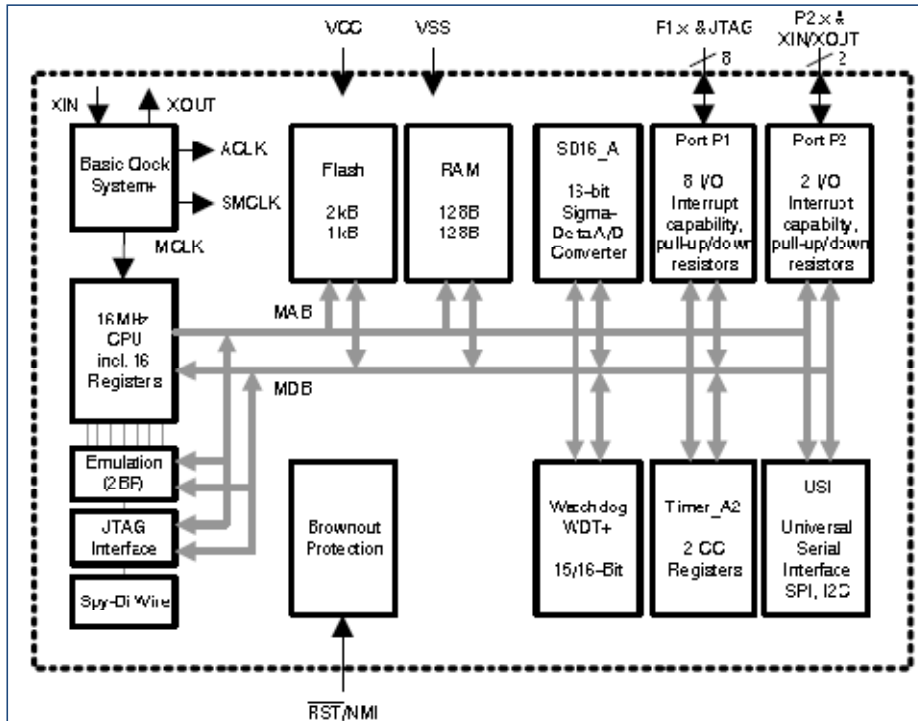 VCC
VSS
P1.x & JTAG
8
P2.x &
XIN/XOUT
2
XIN
XOUT
Basic Clock
System+
ACLK
SMCLK
MCLK
Flash
2kB
1kB
RAM
128B
128B
SD16_A
16-bit
Sigma-
Delta A/D
Converter
Port P1
8 I/O
Interrupt
capability,
pull-up/down
resistors
Port P2
2 I/O
Interrupt
capability,
pull-up/down
resistors
16MHz
CPU
incl. 16
Registers
MAB
MDB
Emulation
(2BP)
JTAG
Interface
Spy-Bi Wire
Brownout
Protection
RST/NMI
Watchdog
WDT+
15/16-Bit
Timer_A2
2 CC
Registers
USI
Universal
Serial
Interface
SPI, I2C